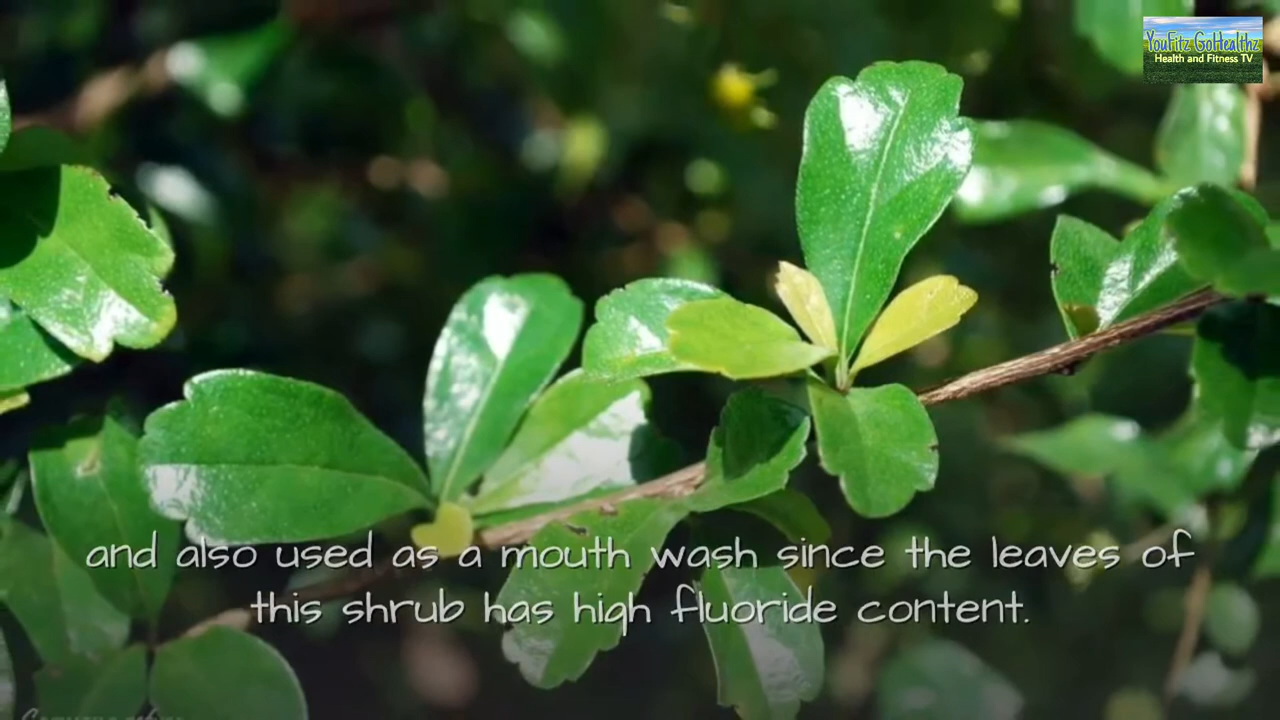 YouFitz GoHealthz
Health and Fitness TV
and also used as a mouth wash since the leaves of
this shrub has high fluoride content.